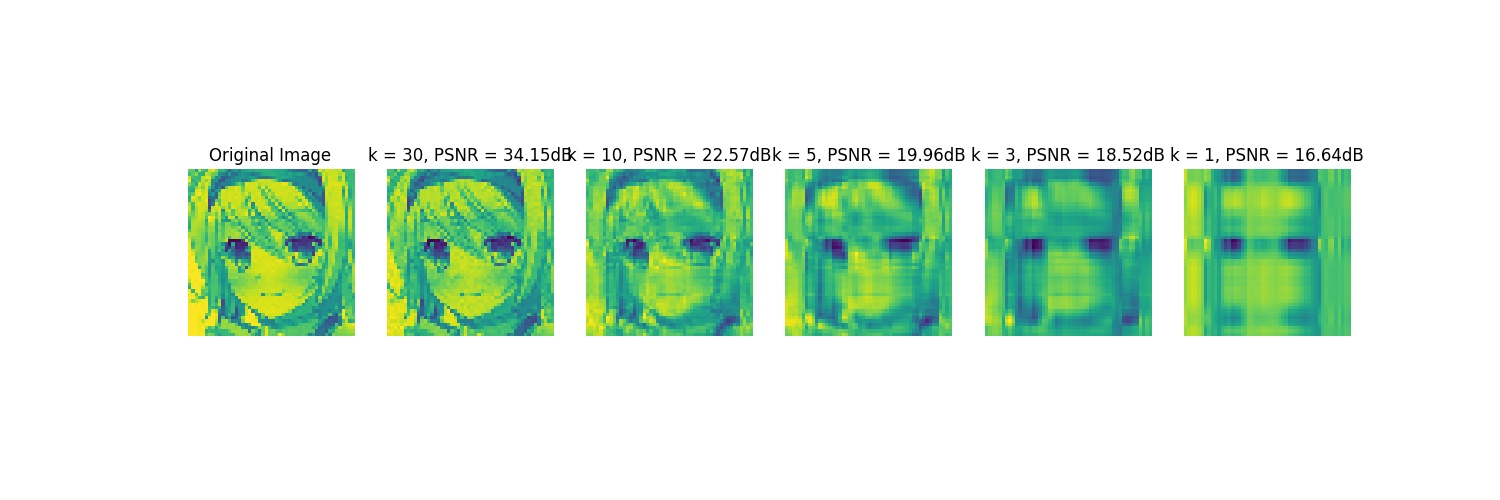 Original Image
k = 30, PSNR = 34.15dB
k = 10, PSNR = 22.57dB
k = 5, PSNR = 19.96dB
k = 3, PSNR = 18.52dB
k = 1, PSNR = 16.64dB